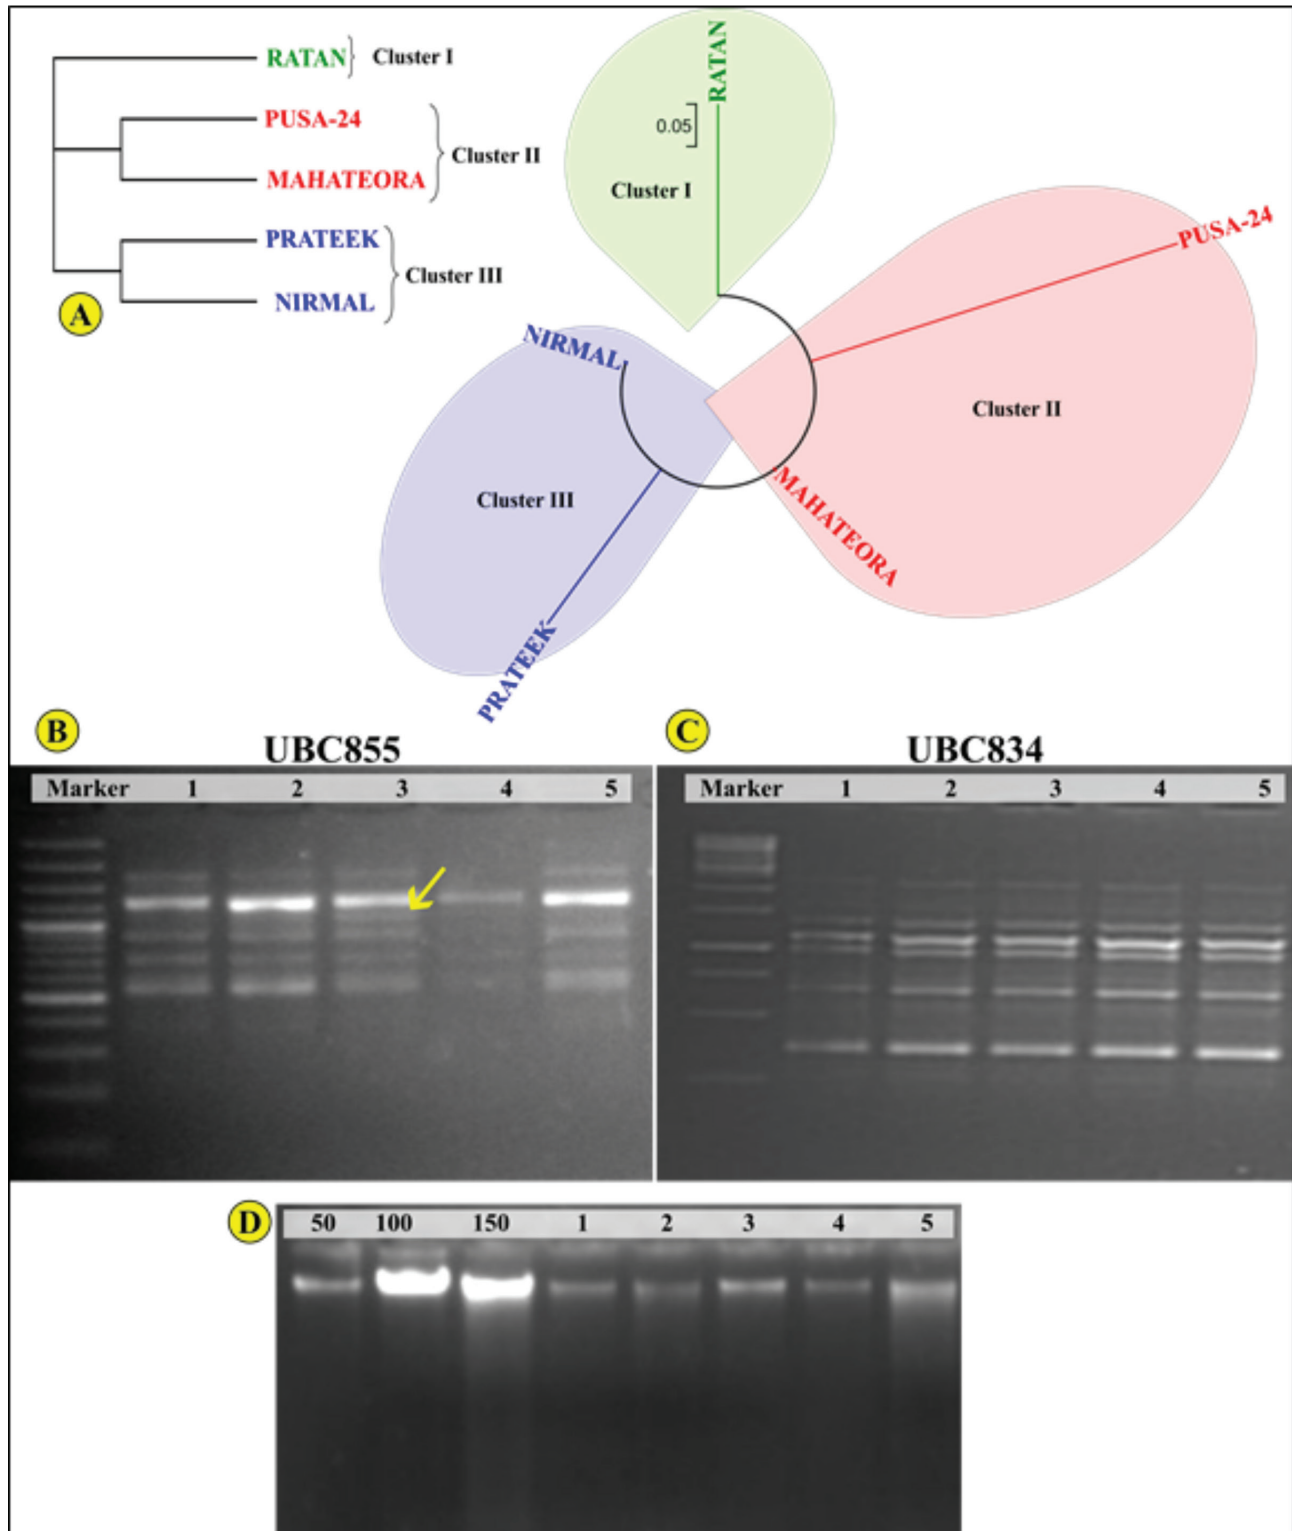 RATAN
Cluster I
PUSA-24
Cluster II
MAHATEORA
PRATEEK
Cluster III
NIRMAL
A
RATAN
0.05
Cluster I
PUSA-24
Cluster II
NIRMAL
Cluster III
MAHATEORA
PRATEEK
B
UBC855
Marker 1 2 3 4 5
C
UBC834
Marker 1 2 3 4 5
D
50 100 150 1 2 3 4 5